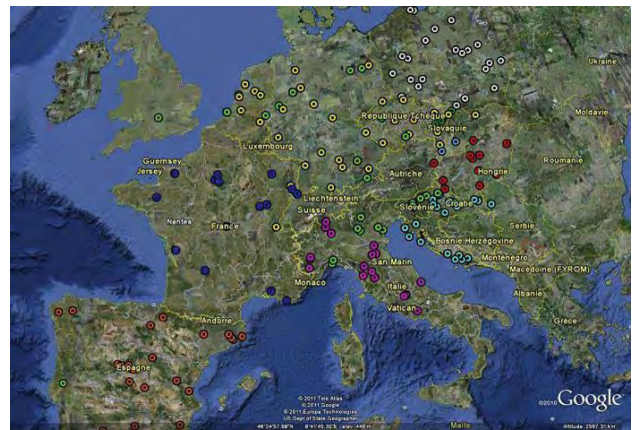 Ukraine
République Tchèque
Slovaquie
Moldavie
Luxembourg
Guernsey
Jersey
Autriche
Hongrie
Roumanie
Liechtenstein
Suisse
Slovénie
Croatie
Nantes
France
Serbie
Bosnie Herzégovine
Monténégro
San Marin
Macédoine (FYROM)
Monaco
Italie
Vatican
Albanie
Andorre
Grèce
Espagne
© 2011 Tele Atlas
© 2011 Google
© 2011 Europa Technologies
US Dept of State Geographer
©2010 Google
Malte